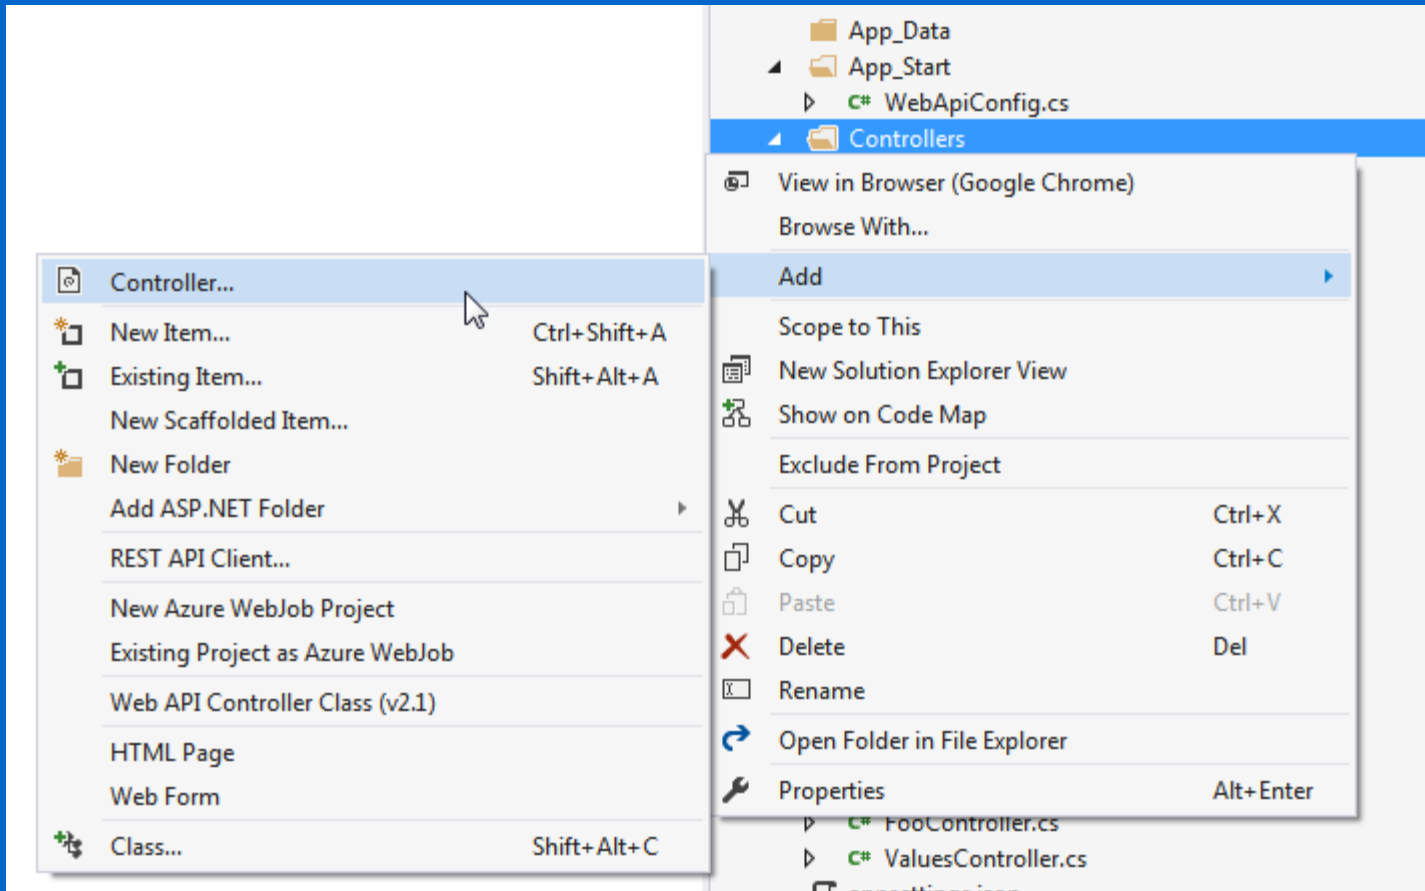 App_Data
App_Start
C# WebApiConfig.cs
Controllers
View in Browser (Google Chrome)
Browse With...
Add
Scope to This
New Solution Explorer View
Show on Code Map
Exclude From Project
Cut Ctrl+X
Copy Ctrl+C
Paste Ctrl+V
Delete Del
Rename
Open Folder in File Explorer
Properties Alt+Enter
Controller...
New Item... Ctrl+Shift+A
Existing Item... Shift+Alt+A
New Scaffolded Item...
New Folder
Add ASP.NET Folder
REST API Client...
New Azure WebJob Project
Existing Project as Azure WebJob
Web API Controller Class (v2.1)
HTML Page
Web Form
Class... Shift+Alt+C
C# FooController.cs
C# ValuesController.cs